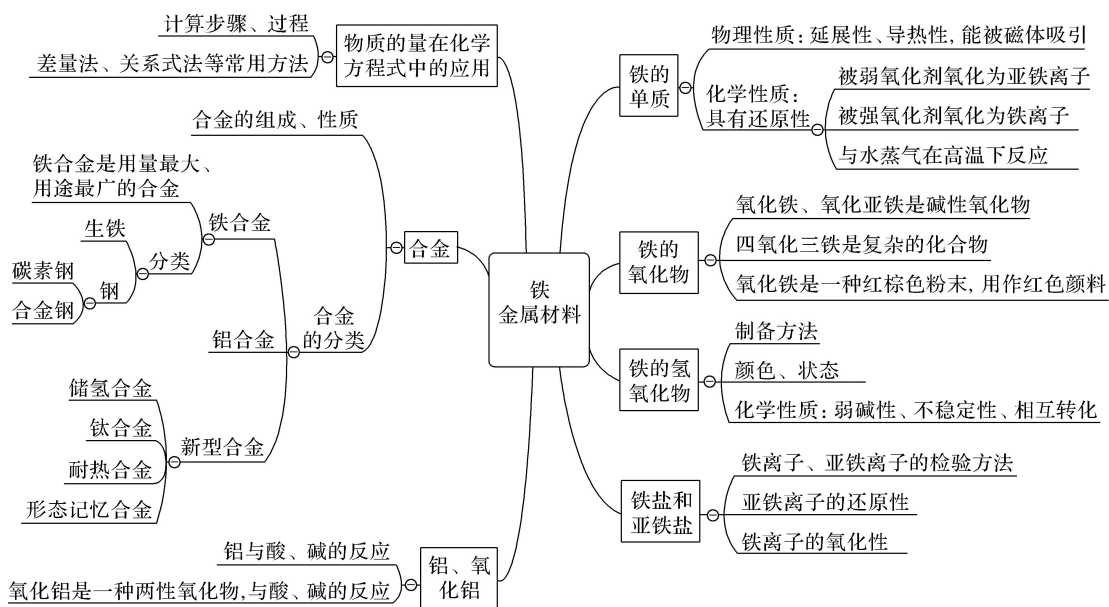 铁
金属材料
物质的量在化学
方程式中的应用
计算步骤、过程
差量法、关系式法等常用方法
合金
合金的组成、性质
合金
的分类
铁合金
铁合金是用量最大、
用途最广的合金
分类
生铁
钢
碳素钢
合金钢
铝合金
新型合金
储氢合金
钛合金
耐热合金
形态记忆合金
铝、氧
化铝
铝与酸、碱的反应
氧化铝是一种两性氧化物,与酸、碱的反应
铁的
单质
物理性质:延展性、导热性,能被磁体吸引
化学性质:
具有还原性
被弱氧化剂氧化为亚铁离子
被强氧化剂氧化为铁离子
与水蒸气在高温下反应
铁的
氧化物
氧化铁、氧化亚铁是碱性氧化物
四氧化三铁是复杂的化合物
氧化铁是一种红棕色粉末,用作红色颜料
铁的氢
氧化物
制备方法
颜色、状态
化学性质:弱碱性、不稳定性、相互转化
铁盐和
亚铁盐
铁离子、亚铁离子的检验方法
亚铁离子的还原性
铁离子的氧化性